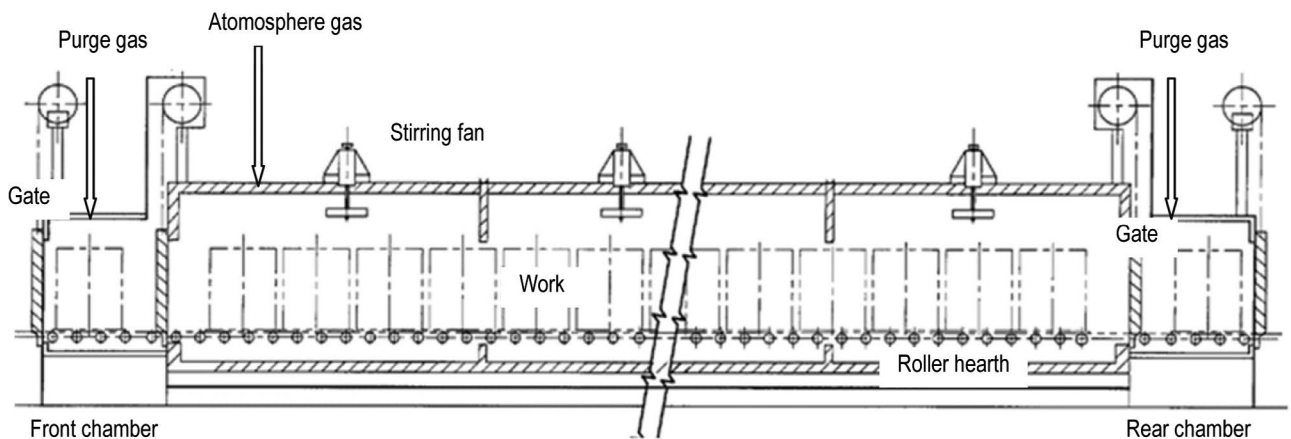 Atomosphere gas
Purge gas
Purge gas
Stirring fan
Gate
Gate
Work
Roller hearth
Front chamber
Rear chamber